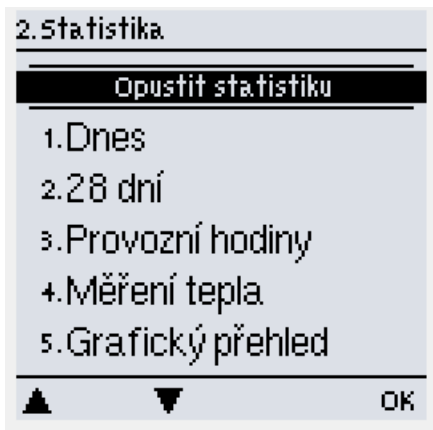 2.Statistika
Opustit statistiku
1.Dnes
2.28 dní
3.Provozní hodiny
4.Měření tepla
5.Grafický přehled
▲ ▼ OK